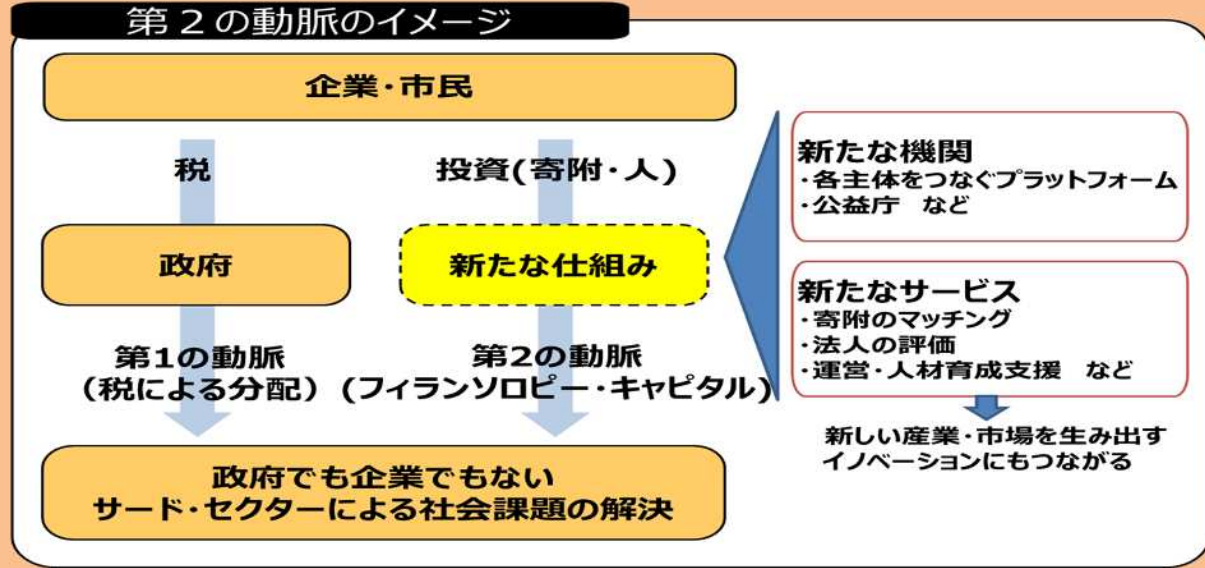 第2の動脈のイメージ
企業・市民
税
投資(寄附・人)
政府
新たな仕組み
第1の動脈
(税による分配)
第2の動脈
(フィランソロピー・キャピタル)
政府でも企業でもない
サード・セクターによる社会課題の解決
新たな機関
・各主体をつなぐプラットフォーム
・公益庁 など
新たなサービス
・寄附のマッチング
・法人の評価
・運営・人材育成支援 など
新しい産業・市場を生み出す
イノベーションにもつながる